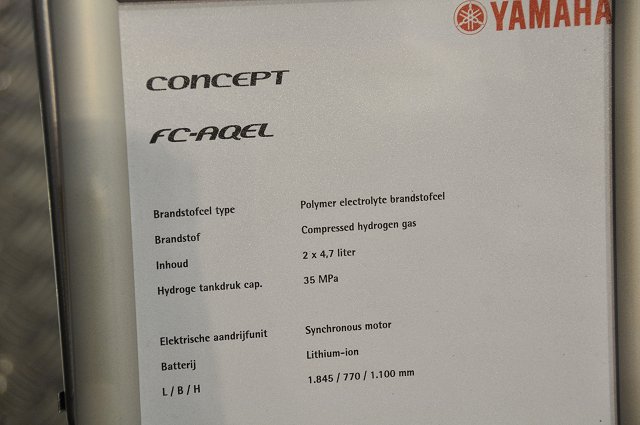 YAMAHA
CONCEPT
FC-AQEL
Brandstofcel type Polymer electrolyte brandstofcel
Brandstof Compressed hydrogen gas
Inhoud 2 x 4,7 liter
Hydroge tankdruk cap. 35 MPa
Elektrische aandrijfunit Synchronous motor
Batterij Lithium-ion
L / B / H 1.845 / 770 / 1.100 mm